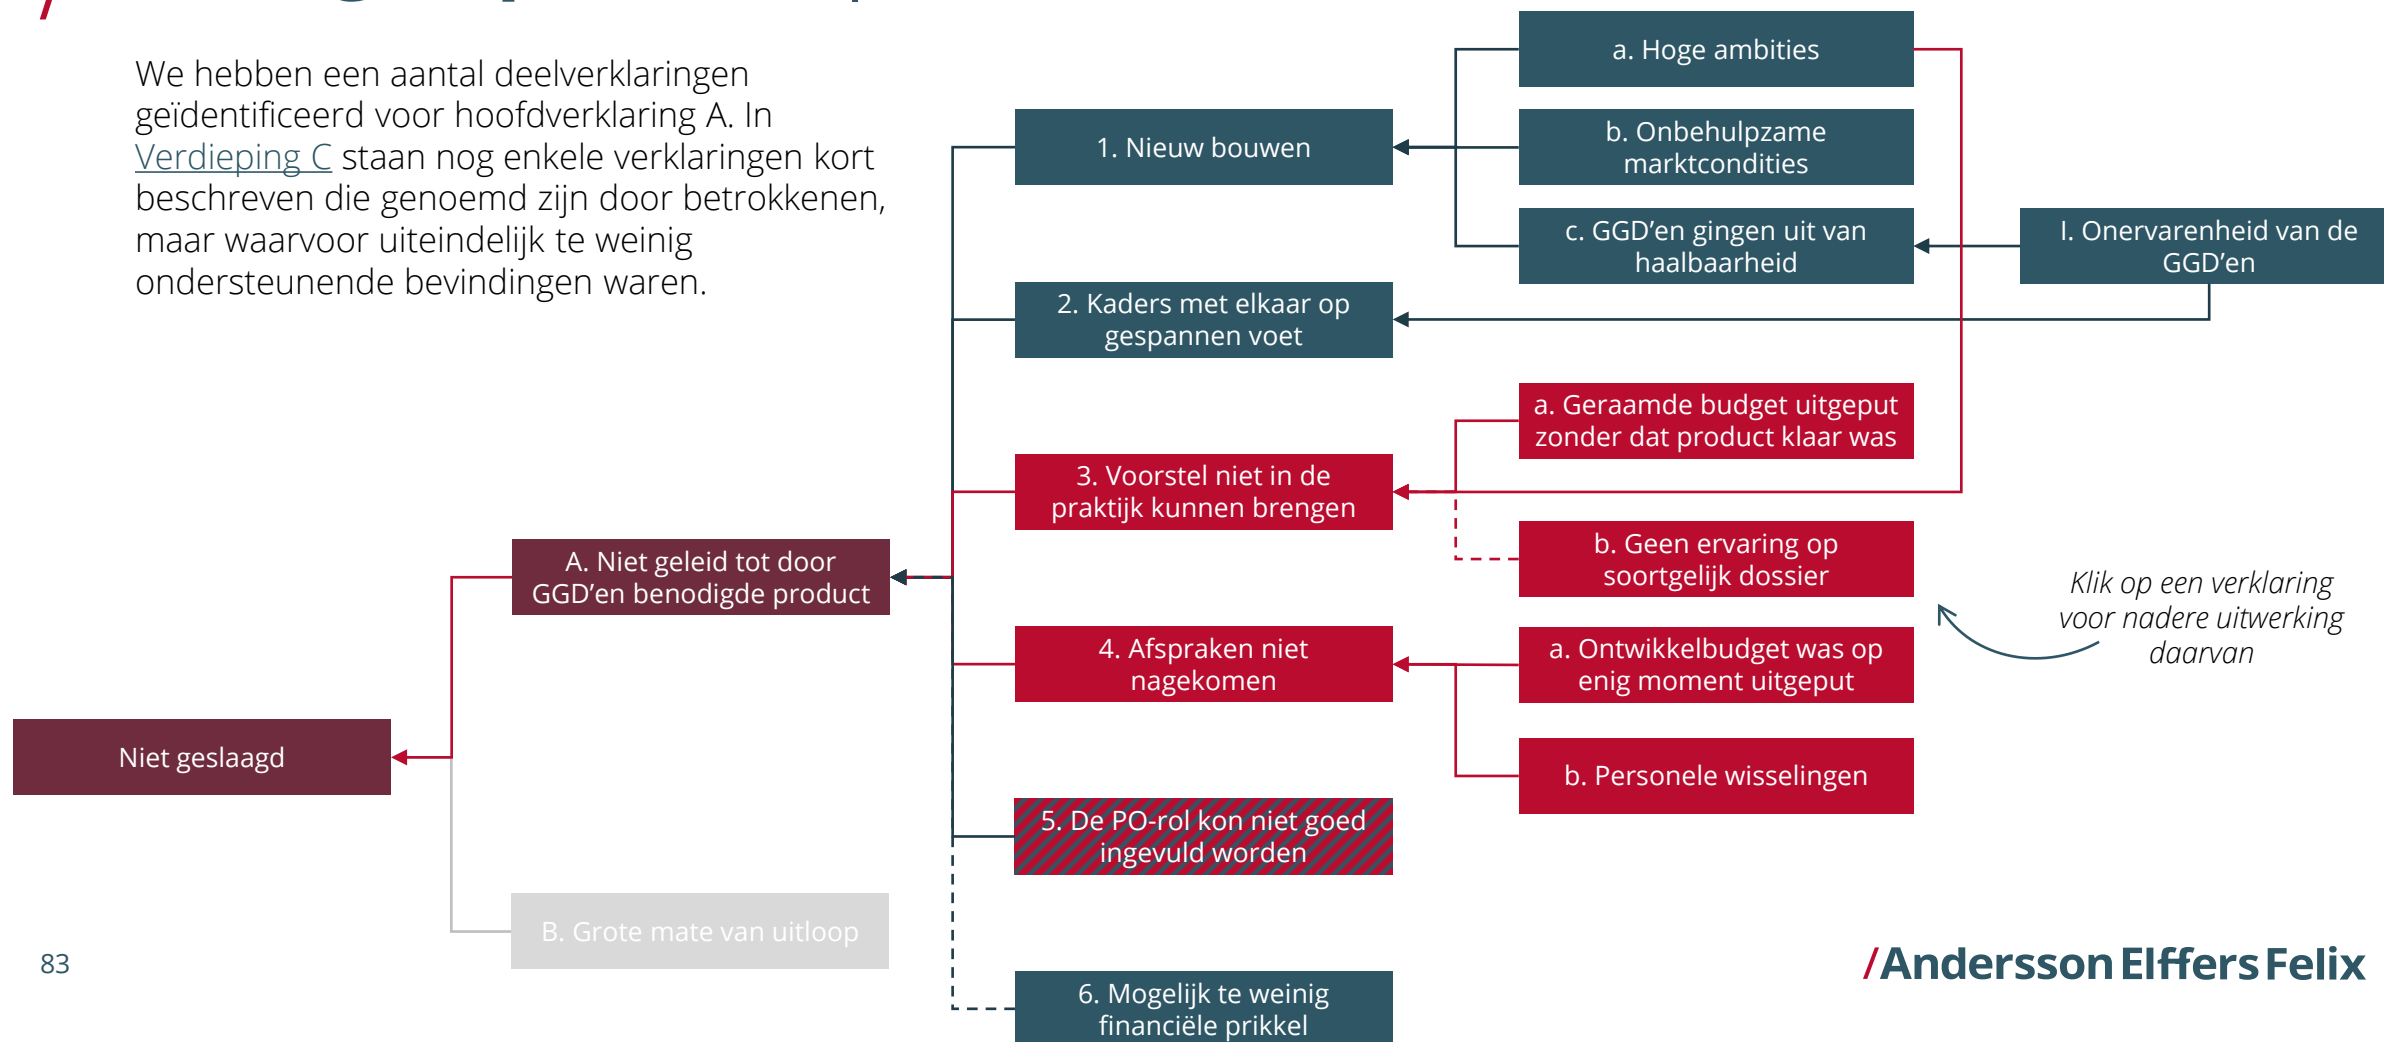 We hebben een aantal deelverklaringen
geïdentificeerd voor hoofdverklaring A. In
Verdieping C staan nog enkele verklaringen kort
beschreven die genoemd zijn door betrokkenen,
maar waarvoor uiteindelijk te weinig
ondersteunende bevindingen waren.
a. Hoge ambities
1. Nieuw bouwen
b. Onbehulpzame
marktcondities
c. GGD’en gingen uit van
haalbaarheid
I. Onervarenheid van de
GGD’en
2. Kaders met elkaar op
gespannen voet
a. Geraamde budget uitgeput
zonder dat product klaar was
3. Voorstel niet in de
praktijk kunnen brengen
b. Geen ervaring op
soortgelijk dossier
A. Niet geleid tot door
GGD’en benodigde product
Klik op een verklaring
voor nadere uitwerking
daarvan
4. Afspraken niet
nagekomen
a. Ontwikkelbudget was op
enig moment uitgeput
Niet geslaagd
b. Personele wisselingen
5. De PO-rol kon niet goed
ingevuld worden
B. Grote mate van uitloop
6. Mogelijk te weinig
financiële prikkel
83
/Andersson Elffers Felix